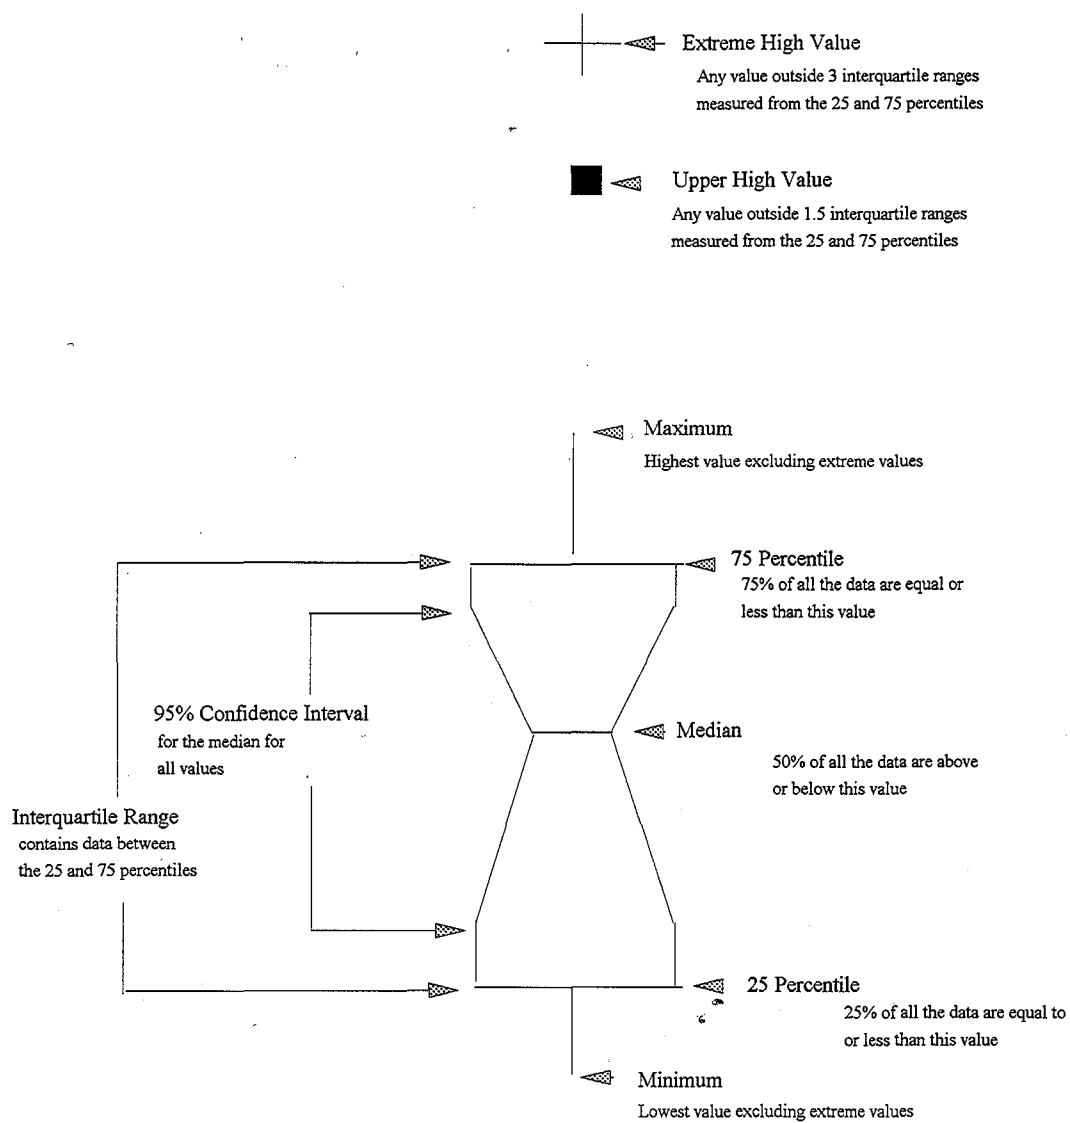 Extreme High Value
Any value outside 3 interquartile ranges
measured from the 25 and 75 percentiles
Upper High Value
Any value outside 1.5 interquartile ranges
measured from the 25 and 75 percentiles
Maximum
Highest value excluding extreme values
75 Percentile
75% of all the data are equal or
less than this value
95% Confidence Interval
for the median for
all values
Median
50% of all the data are above
or below this value
Interquartile Range
contains data between
the 25 and 75 percentiles
25 Percentile
25% of all the data are equal to
or less than this value
Minimum
Lowest value excluding extreme values